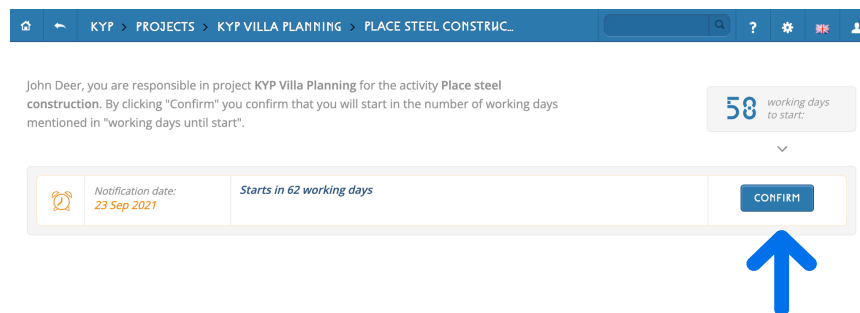 KYP > PROJECTS > KYP VILLA PLANNING > PLACE STEEL CONSTRUC...
?
John Deer, you are responsible in project KYP Villa Planning for the activity Place steel
construction. By clicking "Confirm" you confirm that you will start in the number of working days
mentioned in "working days until start".
58 working days
to start:
Notification date:
23 Sep 2021
Starts in 62 working days
CONFIRM